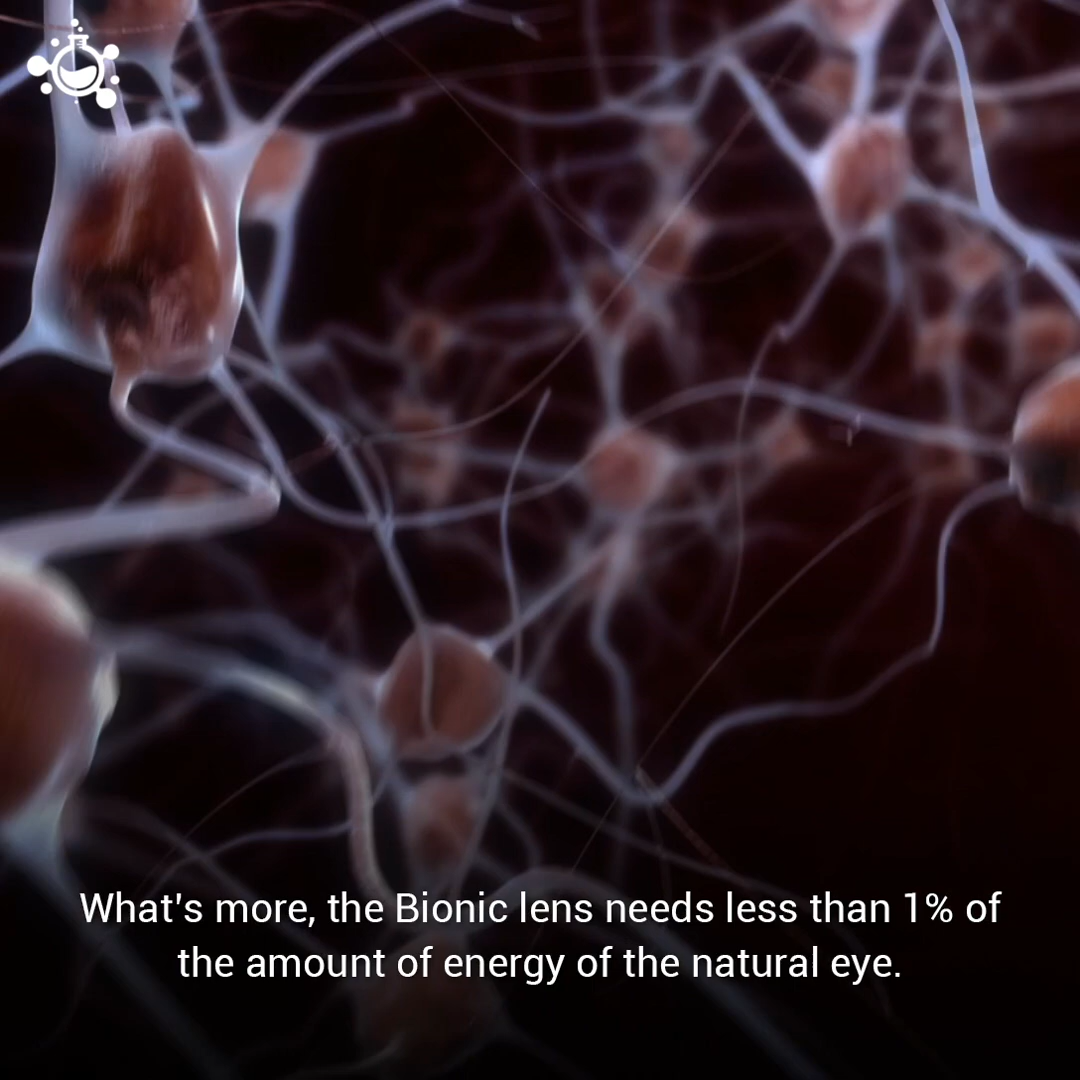 What's more, the Bionic lens needs less than 1% of
the amount of energy of the natural eye.